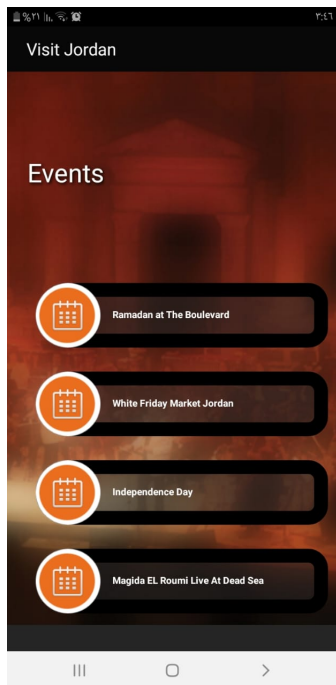 %٢١
٣:٤٦
Visit Jordan
Events
Ramadan at The Boulevard
White Friday Market Jordan
Independence Day
Magida EL Roumi Live At Dead Sea